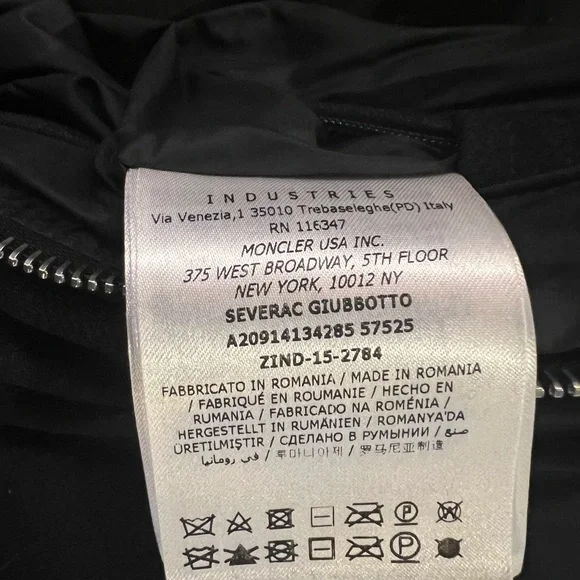 INDUSTRIES
Via Venezia,1 35010 Trebaseleghe(PD) Italy
RN 116347
MONCLER USA INC.
375 WEST BROADWAY, 5TH FLOOR
NEW YORK, 10012 NY
SEVERAC GIUBBOTTO
A20914134285 57525
ZIND-15-2784
FABBRICATO IN ROMANIA / MADE IN ROMANIA
/ FABRIQUÉ EN ROUMANIE / HECHO EN
RUMANIA / FABRICADO NA ROMÉNIA /
HERGESTELLT IN RUMÄNIEN / ROMANYA'DA
ÜRETILMIŞTIR / СДЕЛАНО В РУМЫНИИ / صنع
في رومانيا / 루마니아제 / 罗马尼亚制造